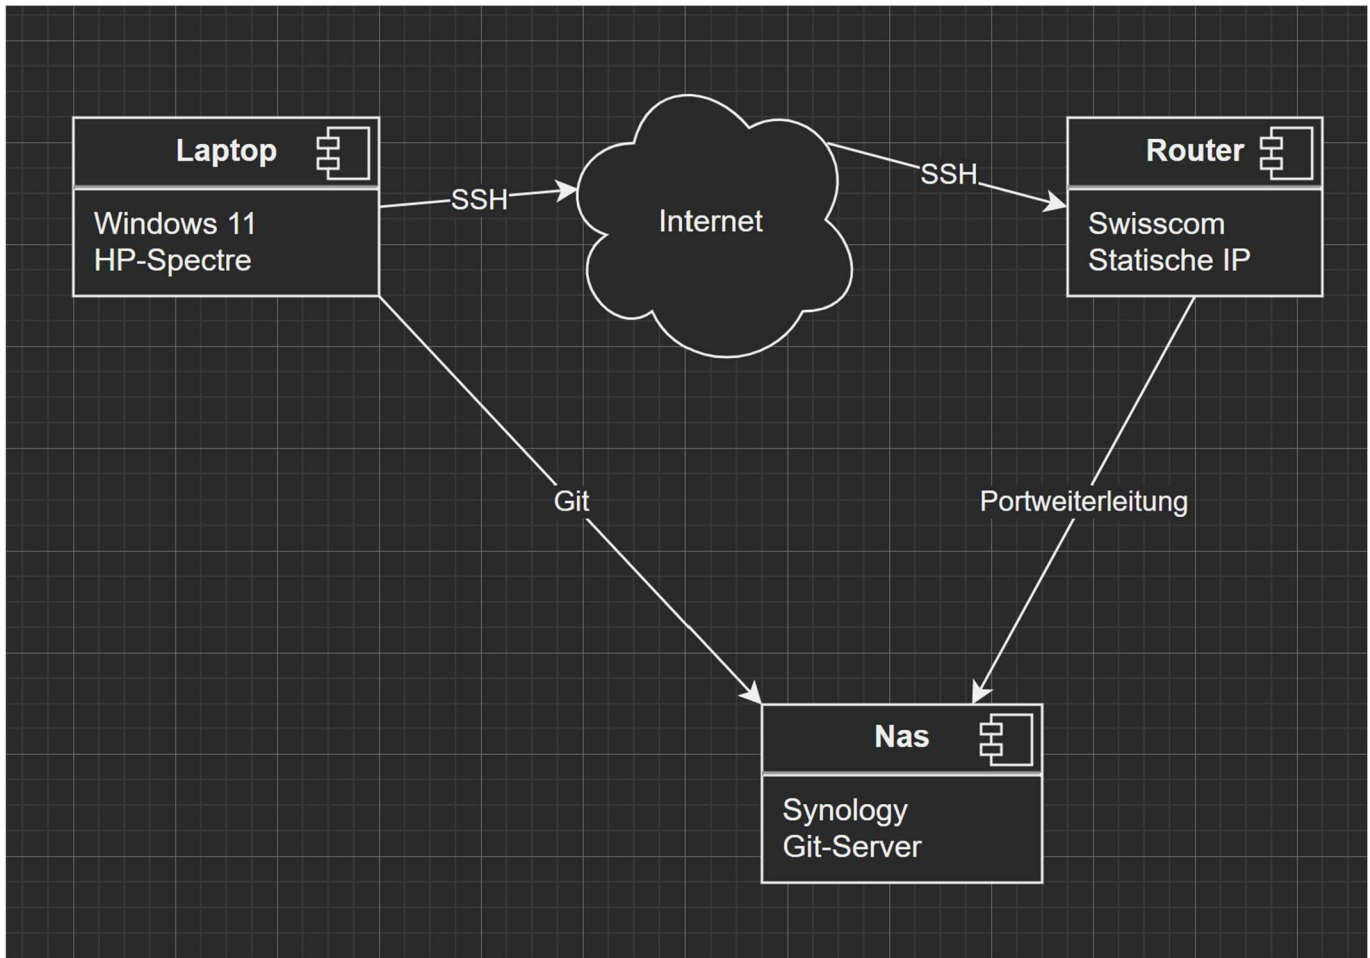 Laptop
Windows 11
HP-Spectre
SSH
Internet
SSH
Router
Swisscom
Statische IP
Git
Portweiterleitung
Nas
Synology
Git-Server